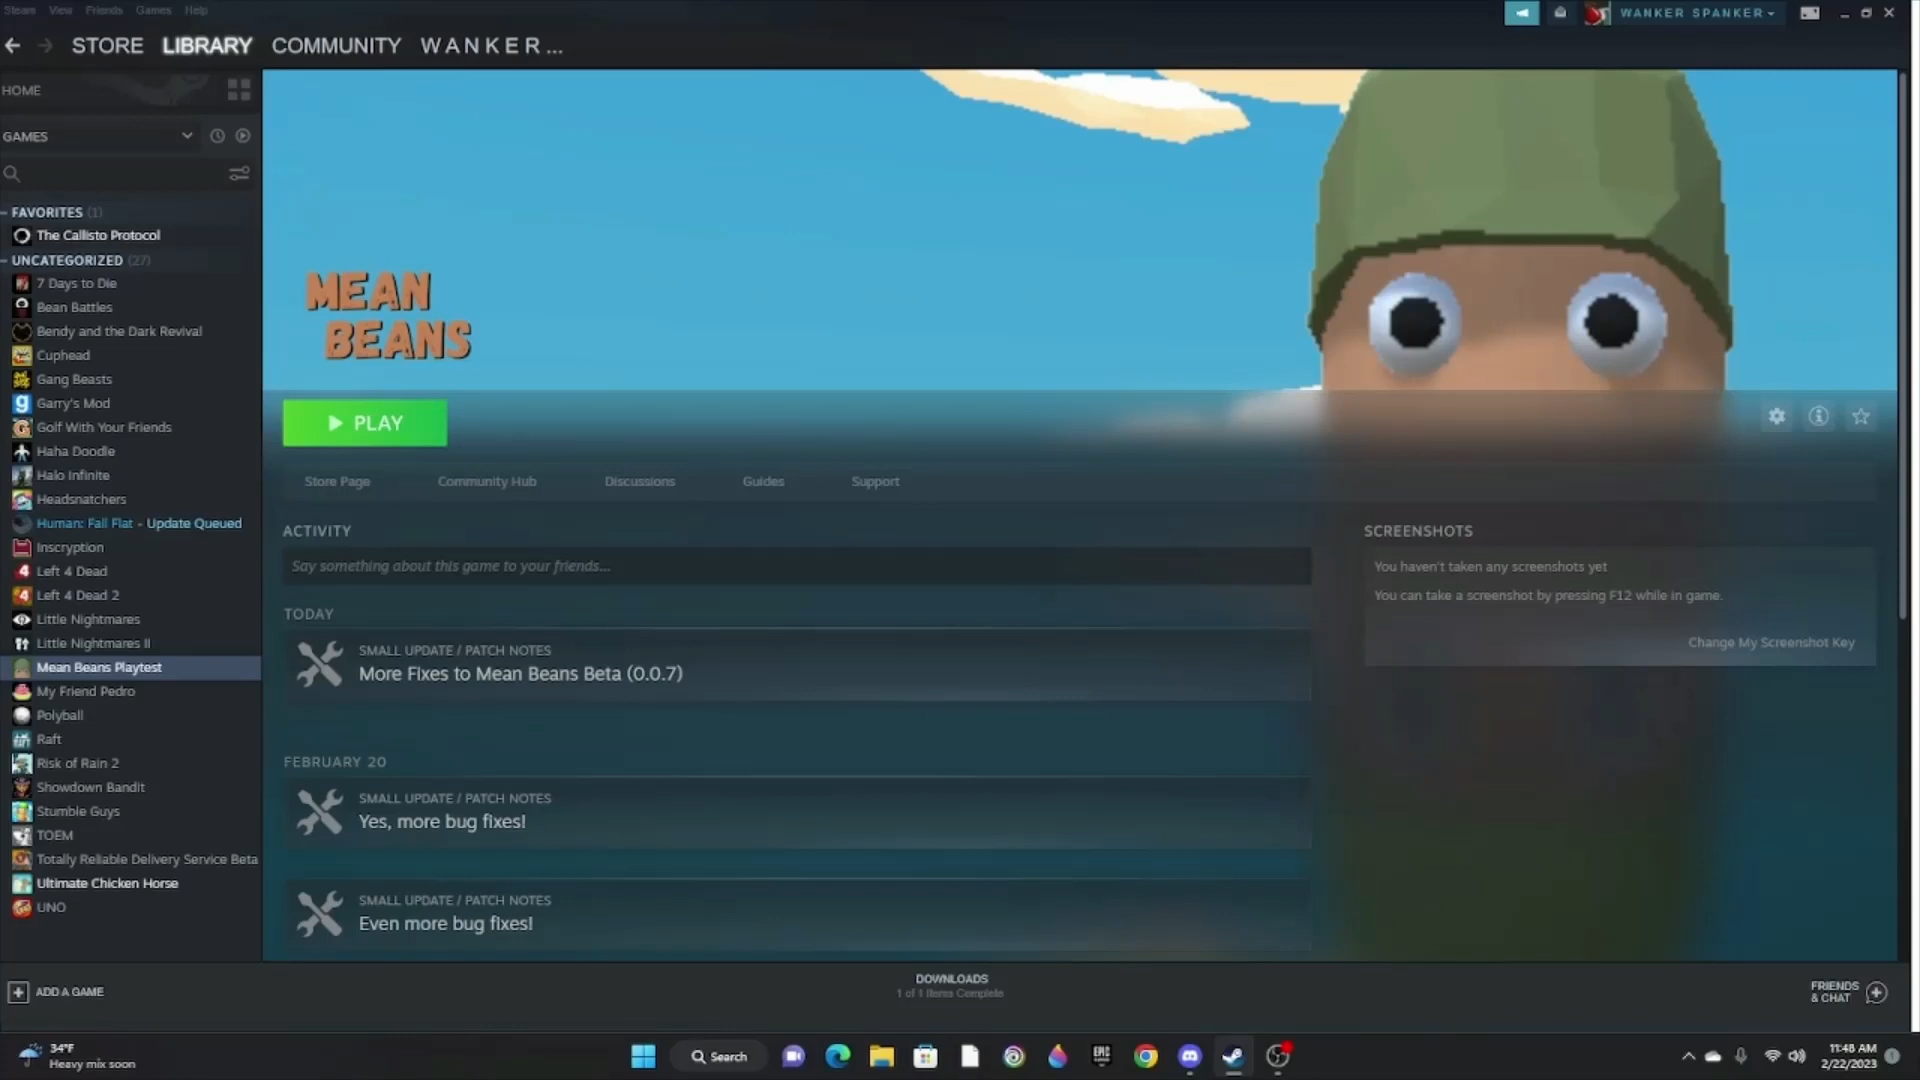 Steam View Friends Games Help
WANKER SPANKER
STORE LIBRARY COMMUNITY WANKER...
HOME
GAMES
FAVORITES (1)
The Callisto Protocol
UNCATEGORIZED (27)
7 Days to Die
Bean Battles
Bendy and the Dark Revival
Cuphead
Gang Beasts
Garry's Mod
Golf With Your Friends
Haha Doodle
Halo Infinite
Headsnatchers
Human: Fall Flat - Update Queued
Inscryption
Left 4 Dead
Left 4 Dead 2
Little Nightmares
Little Nightmares II
Mean Beans Playtest
My Friend Pedro
Polyball
Raft
Risk of Rain 2
Showdown Bandit
Stumble Guys
TOEM
Totally Reliable Delivery Service Beta
Ultimate Chicken Horse
UNO
MEAN
BEANS
PLAY
Store Page Community Hub Discussions Guides Support
ACTIVITY
Say something about this game to your friends...
TODAY
SMALL UPDATE / PATCH NOTES
More Fixes to Mean Beans Beta (0.0.7)
FEBRUARY 20
SMALL UPDATE / PATCH NOTES
Yes, more bug fixes!
SMALL UPDATE / PATCH NOTES
Even more bug fixes!
SCREENSHOTS
You haven't taken any screenshots yet
You can take a screenshot by pressing F12 while in game.
Change My Screenshot Key
ADD A GAME
DOWNLOADS
1 of 1 Items Complete
FRIENDS
& CHAT
34°F
Heavy mix soon
Search
EPIC
11:48 AM
2/22/2023